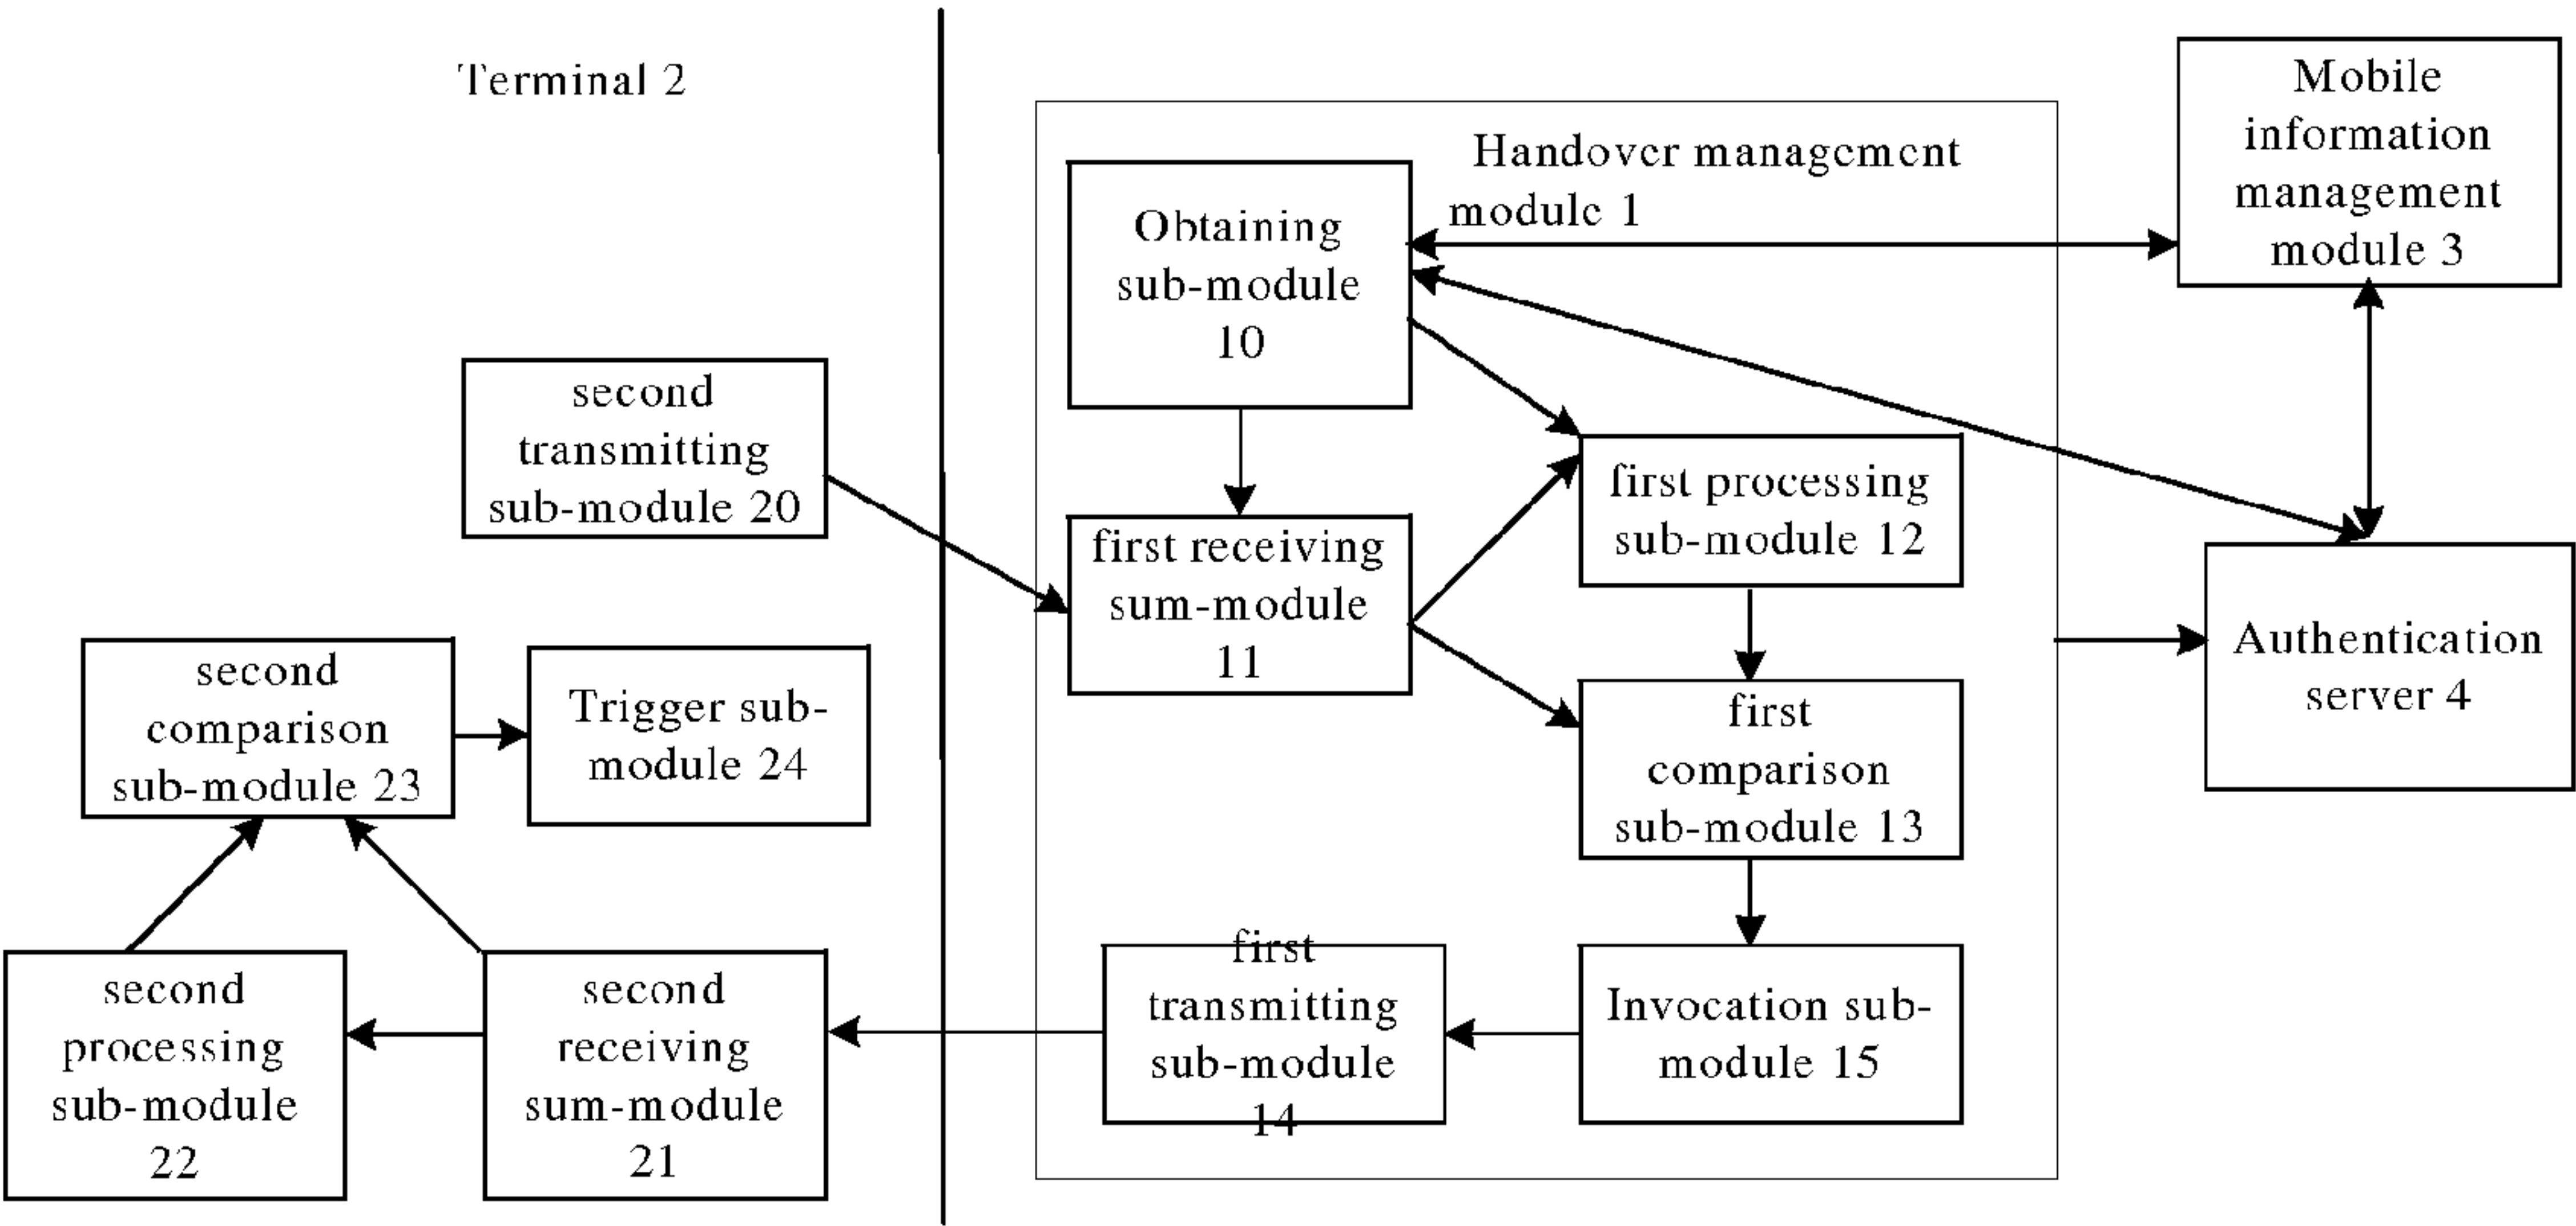 Terminal 2
Mobile
information
management
module 3
Handover management
module 1
Obtaining
sub-module
10
second
transmitting
sub-module 20
first processing
sub-module 12
first receiving
sum-module
11
Authentication
server 4
second
comparison
sub-module 23
Trigger sub-
module 24
first
comparison
sub-module 13
first
transmitting
sub-module
14
Invocation sub-
module 15
second
processing
sub-module
22
second
receiving
sum-module
21